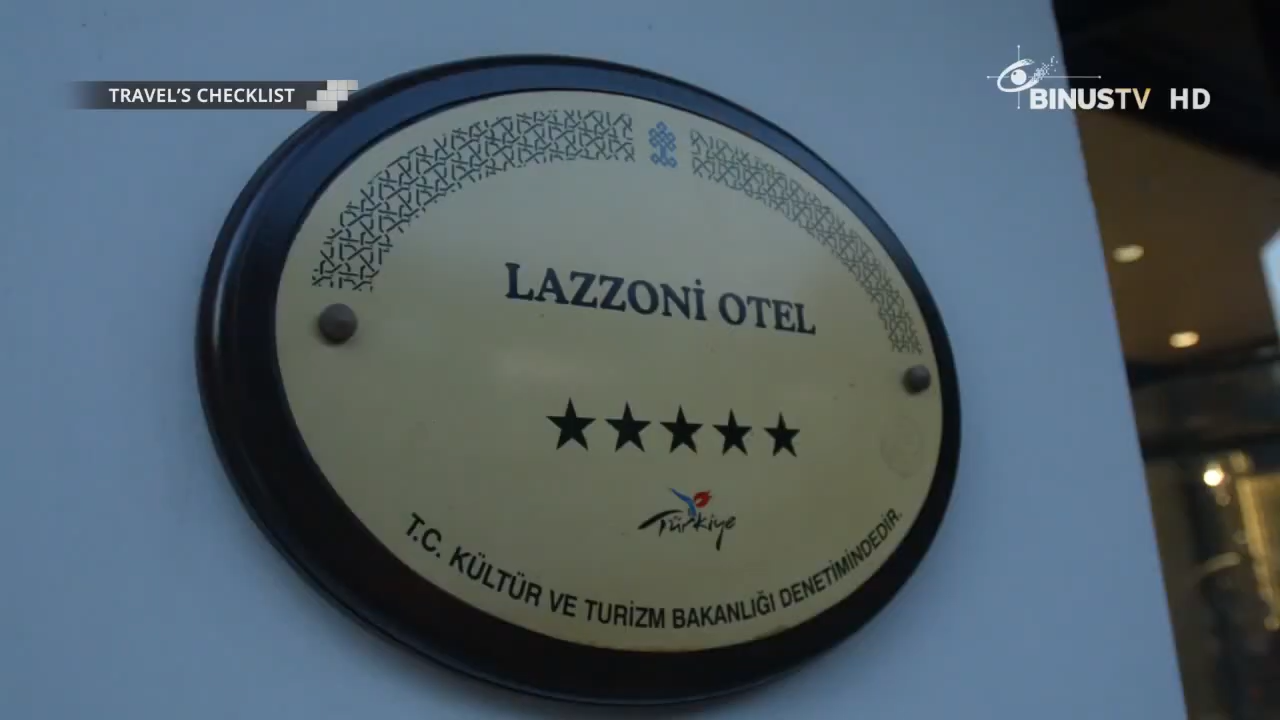 TRAVEL'S CHECKLIST
BINUSTV HD
LAZZONİ OTEL
Türkiye
T.C. KÜLTÜR VE TURİZM BAKANLIĞI DENETİMİNDEDİR.